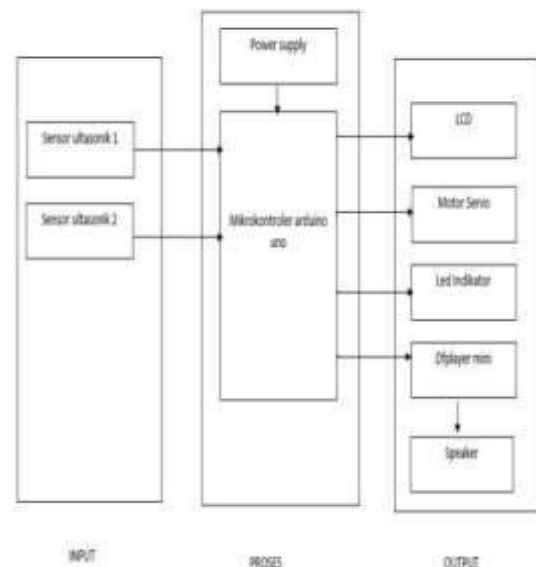 Power supply
Sensor ultasonik 1
Sensor ultasonik 2
Mikrokontroler arduino
uno
LCD
Motor Servo
Led Indikator
Dfplayer mini
Speaker
INPUT
PROSES
OUTPUT